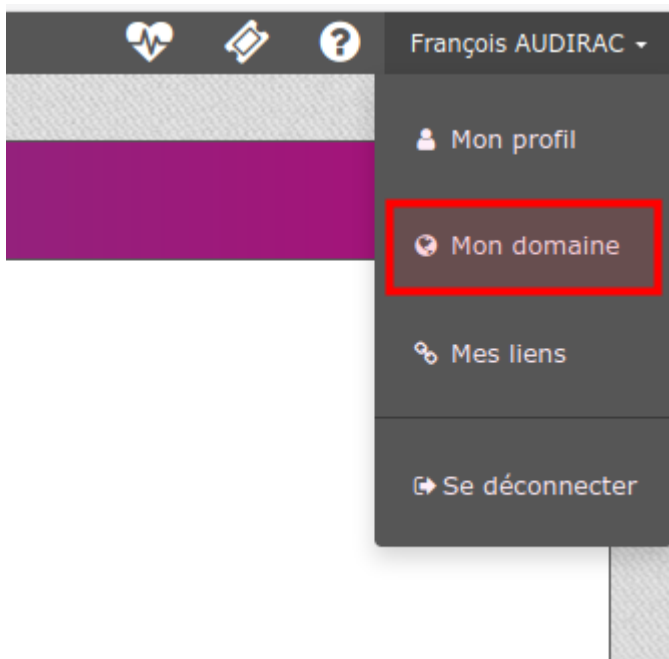 François AUDIRAC
Mon profil
Mon domaine
Mes liens
Se déconnecter